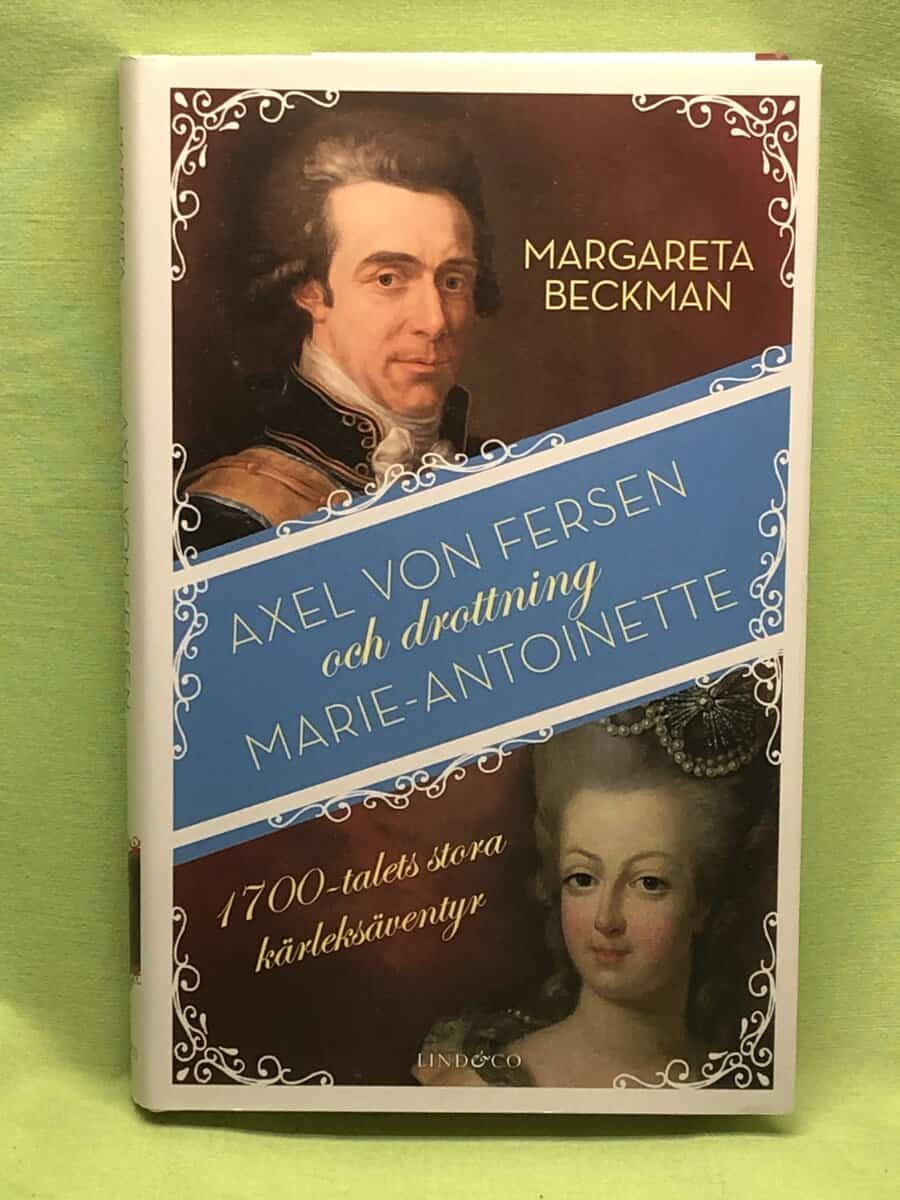 MARGARETA
BECKMAN
AXEL VON FERSEN
och drottning
MARIE-ANTOINETTE
1700-talets stora
kärleksäventyr
LIND&CO